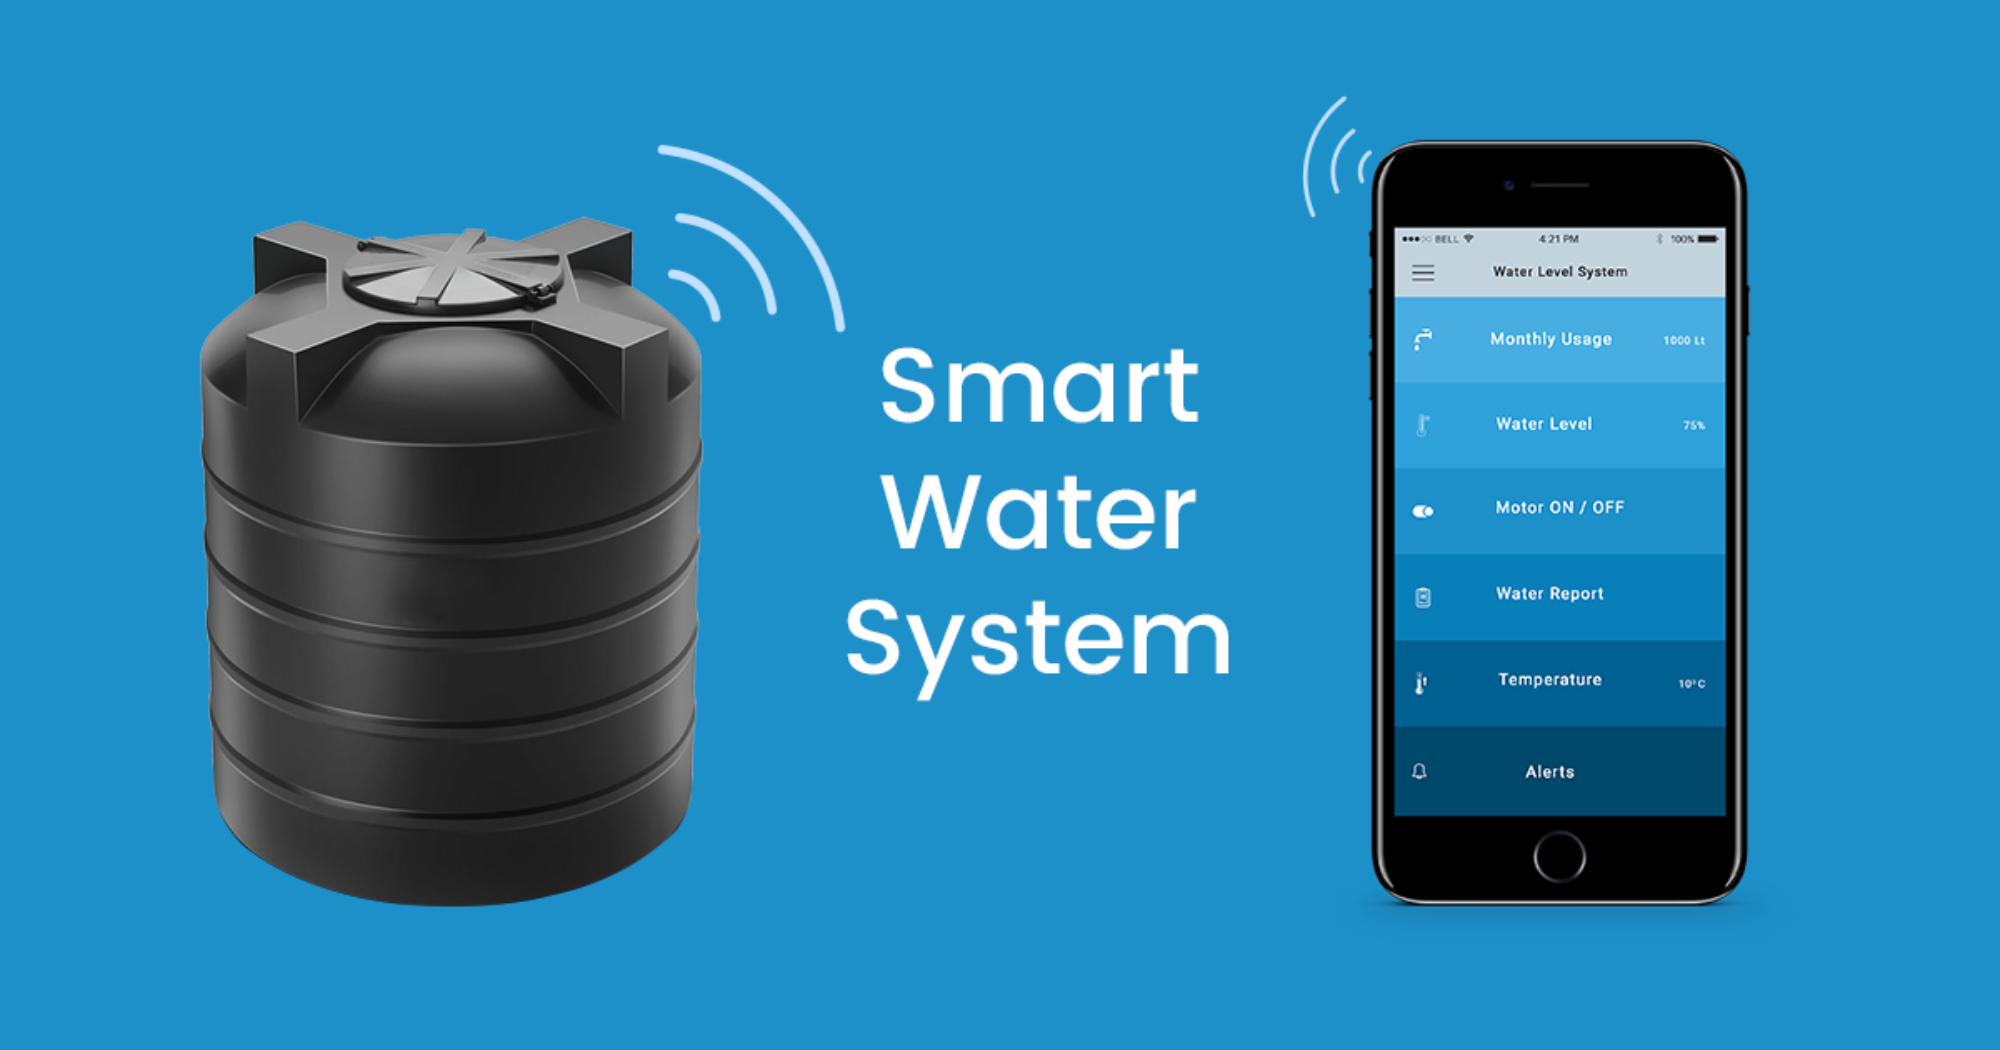 Smart
Water
System
BELL 4:21 PM 100%
Water Level System
Monthly Usage 1000 Lt
Water Level 75%
Motor ON / OFF
Water Report
Temperature 10°C
Alerts